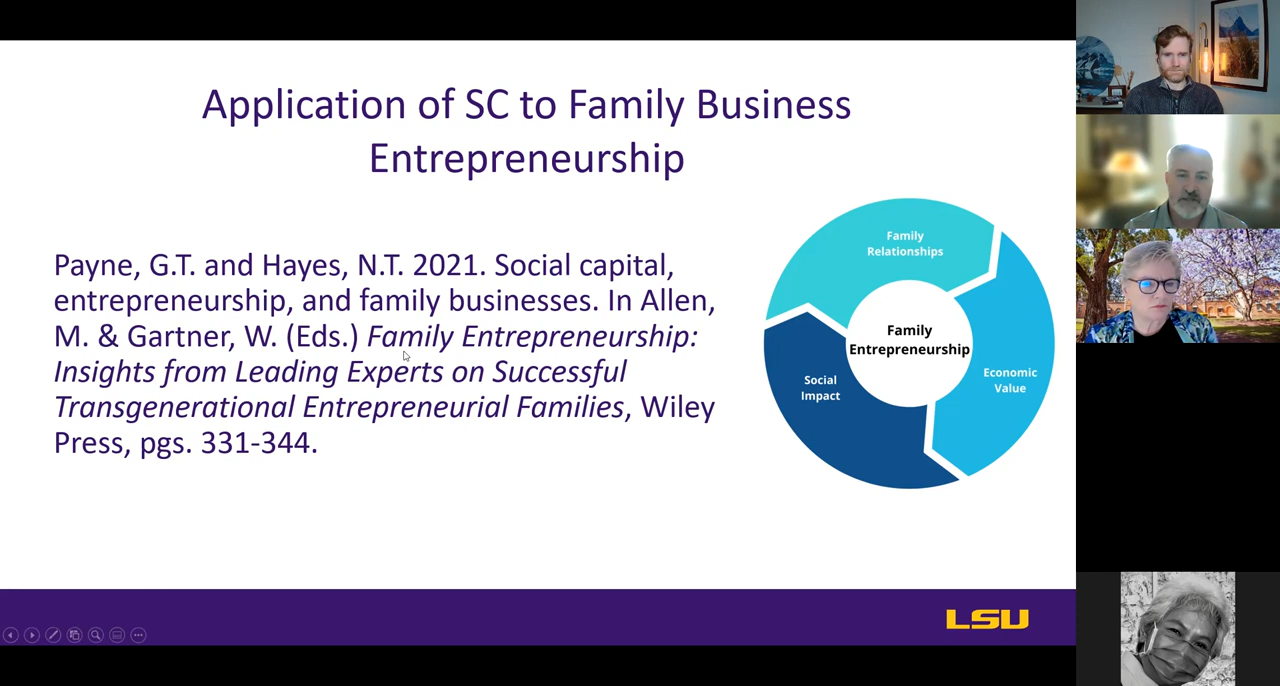 Application of SC to Family Business
Entrepreneurship
Payne, G.T. and Hayes, N.T. 2021. Social capital,
entrepreneurship, and family businesses. In Allen,
M. & Gartner, W. (Eds.) Family Entrepreneurship:
Insights from Leading Experts on Successful
Transgenerational Entrepreneurial Families, Wiley
Press, pgs. 331-344.
Family
Relationships
Family
Entrepreneurship
Economic
Value
Social
Impact
LSU